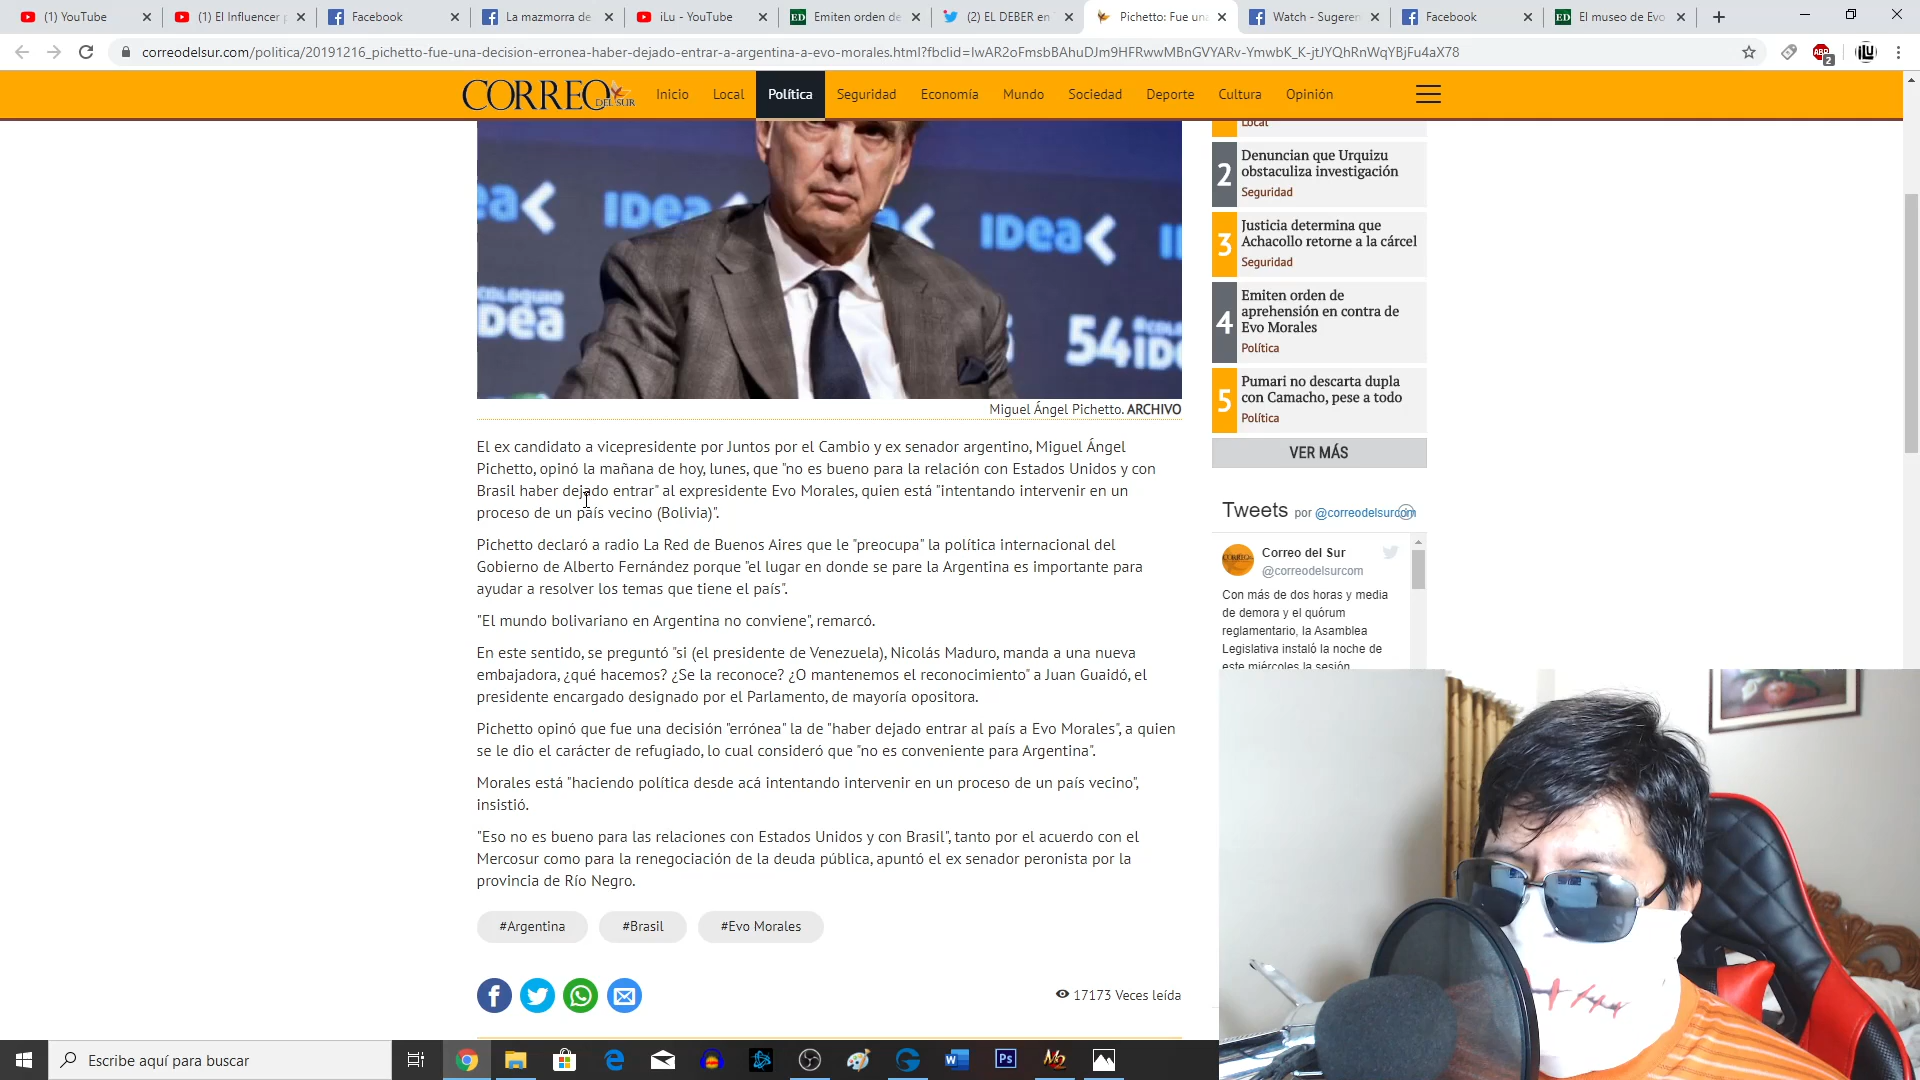 (1) YouTube
(1) El Influencer p
Facebook
La mazmorra de
iLu - YouTube
Emiten orden de
(2) EL DEBER en
Pichetto: Fue una
Watch - Sugeren
Facebook
El museo de Evo
correodelsur.com/politica/20191216_pichetto-fue-una-decision-erronea-haber-dejado-entrar-a-argentina-a-evo-morales.html?fbclid=IwAR2oFmsbBAhuDJm9HFRwwMBnGVYARv-YmwbK_K-jtJYQhRnWqYBjFu4aX78
CORREO DEL SUR
Inicio
Local
Política
Seguridad
Economía
Mundo
Sociedad
Deporte
Cultura
Opinión
IDea
IDea
COLOQUIO
IDea
54
Miguel Ángel Pichetto. ARCHIVO
El ex candidato a vicepresidente por Juntos por el Cambio y ex senador argentino, Miguel Ángel
Pichetto, opinó la mañana de hoy, lunes, que "no es bueno para la relación con Estados Unidos y con
Brasil haber dejado entrar" al expresidente Evo Morales, quien está "intentando intervenir en un
proceso de un país vecino (Bolivia)".
Pichetto declaró a radio La Red de Buenos Aires que le "preocupa" la política internacional del
Gobierno de Alberto Fernández porque "el lugar en donde se pare la Argentina es importante para
ayudar a resolver los temas que tiene el país".
"El mundo bolivariano en Argentina no conviene", remarcó.
En este sentido, se preguntó "si (el presidente de Venezuela), Nicolás Maduro, manda a una nueva
embajadora, ¿qué hacemos? ¿Se la reconoce? ¿O mantenemos el reconocimiento" a Juan Guaidó, el
presidente encargado designado por el Parlamento, de mayoría opositora.
Pichetto opinó que fue una decisión "errónea" la de "haber dejado entrar al país a Evo Morales", a quien
se le dio el carácter de refugiado, lo cual consideró que "no es conveniente para Argentina".
Morales está "haciendo política desde acá intentando intervenir en un proceso de un país vecino",
insistió.
"Eso no es bueno para las relaciones con Estados Unidos y con Brasil", tanto por el acuerdo con el
Mercosur como para la renegociación de la deuda pública, apuntó el ex senador peronista por la
provincia de Río Negro.
#Argentina
#Brasil
#Evo Morales
17173 Veces leída
Local
2
Denuncian que Urquizu
obstaculiza investigación
Seguridad
3
Justicia determina que
Achacollo retorne a la cárcel
Seguridad
4
Emiten orden de
aprehensión en contra de
Evo Morales
Política
5
Pumari no descarta dupla
con Camacho, pese a todo
Política
VER MÁS
Tweets por @correodelsurcom
Correo del Sur
@correodelsurcom
Con más de dos horas y media
de demora y el quórum
reglamentario, la Asamblea
Legislativa instaló la noche de
este miércoles la sesión
Escribe aquí para buscar